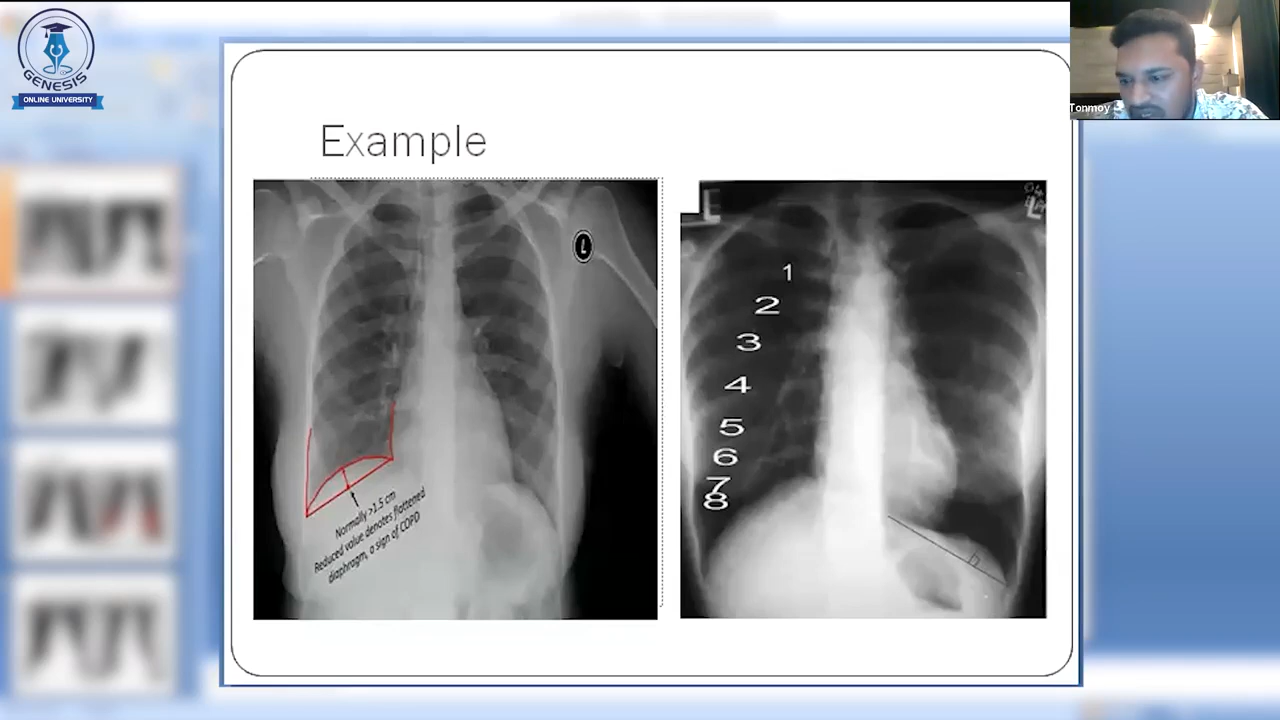 GENESIS
ONLINE UNIVERSITY
Tonmoy
Example
L
Normally >1.5 cm
Reduced value denotes flattened
diaphragm, a sign of COPD
L
1
2
3
4
5
6
7
8